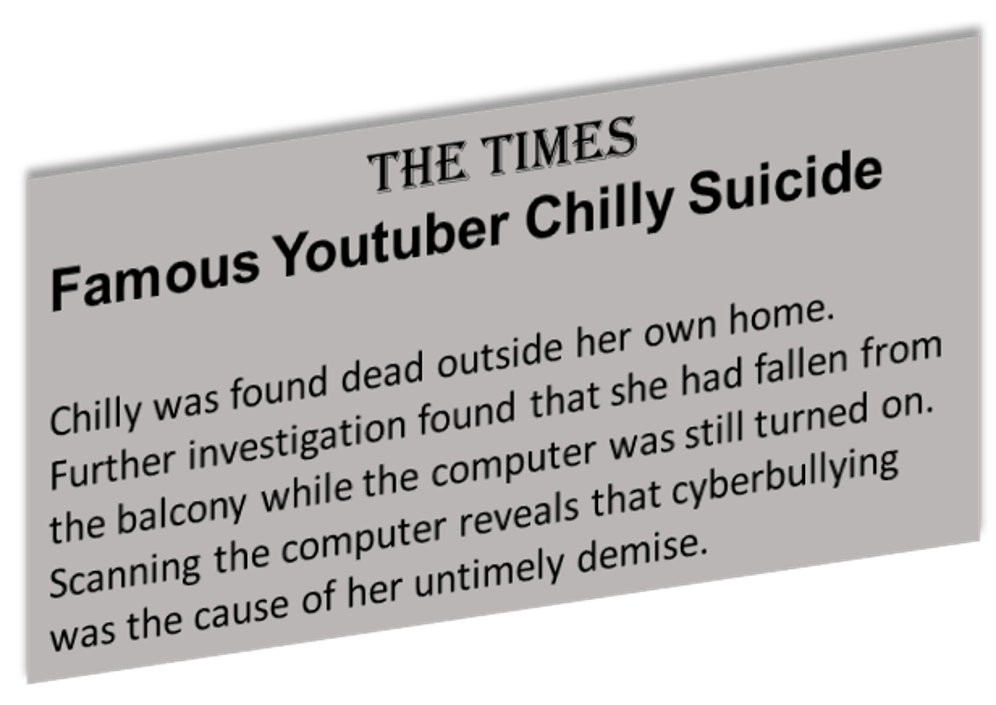 THE TIMES
Famous Youtuber Chilly Suicide
Chilly was found dead outside her own home.
Further investigation found that she had fallen from
the balcony while the computer was still turned on.
Scanning the computer reveals that cyberbullying
was the cause of her untimely demise.